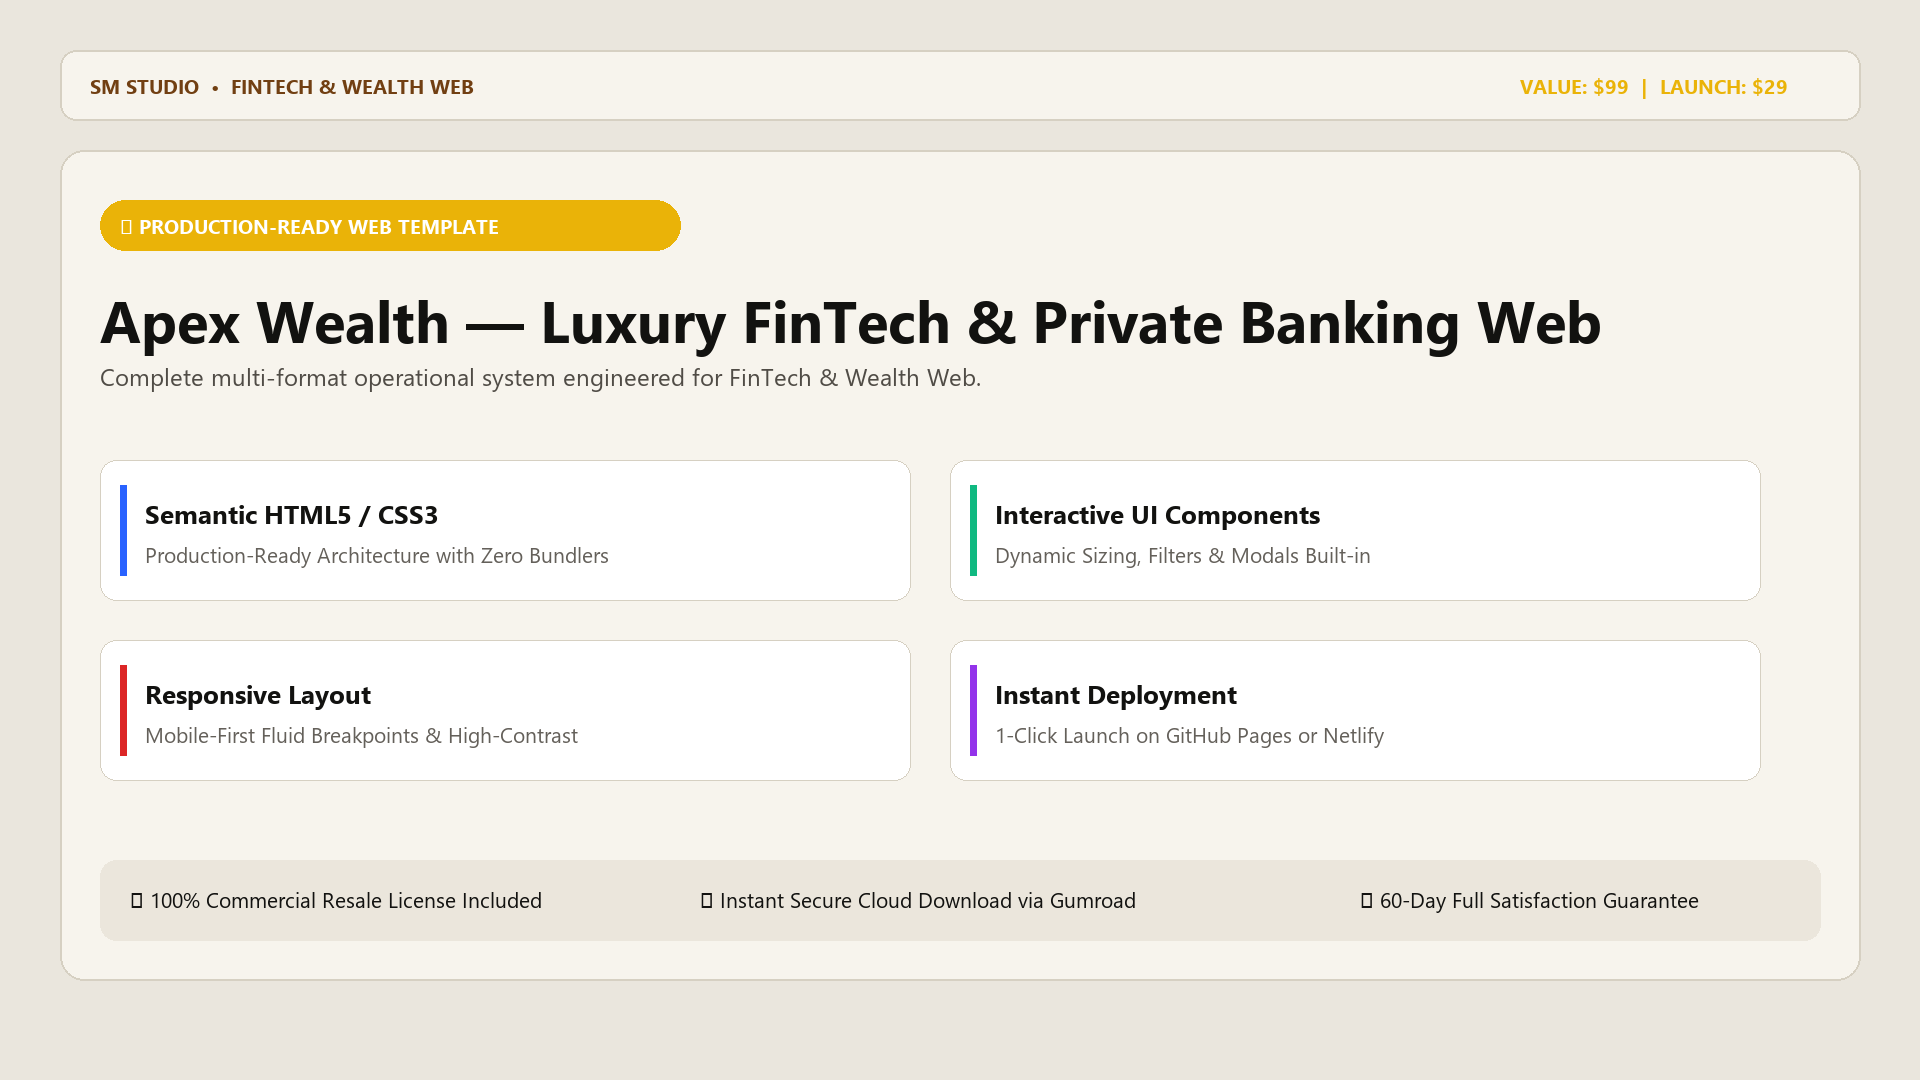 SM STUDIO • FINTECH & WEALTH WEB
VALUE: $99 | LAUNCH: $29
PRODUCTION-READY WEB TEMPLATE
Apex Wealth — Luxury FinTech & Private Banking Web
Complete multi-format operational system engineered for FinTech & Wealth Web.
Semantic HTML5 / CSS3
Production-Ready Architecture with Zero Bundlers
Interactive UI Components
Dynamic Sizing, Filters & Modals Built-in
Responsive Layout
Mobile-First Fluid Breakpoints & High-Contrast
Instant Deployment
1-Click Launch on GitHub Pages or Netlify
100% Commercial Resale License Included
Instant Secure Cloud Download via Gumroad
60-Day Full Satisfaction Guarantee